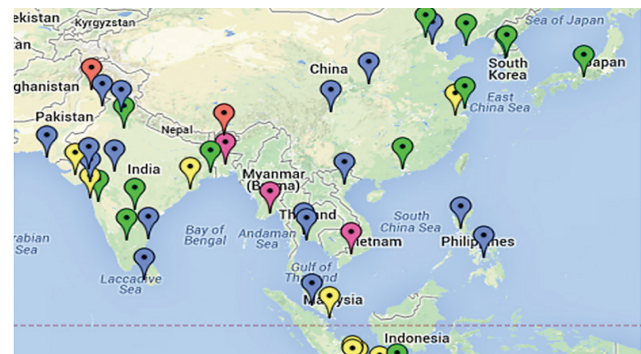 ekistan
Kyrgyzstan
Sea of Japan
tan
China
South
Korea
Japan
ghanistan
East
China Sea
Pakistan
Nepal
India
Myanmar
(Burma)
Thailand
rabian
Sea
Bay of
Bengal
Andaman
Sea
South
China Sea
Vietnam
Philippines
Gulf of
Thailand
Laccadive
Sea
Malaysia
Indonesia